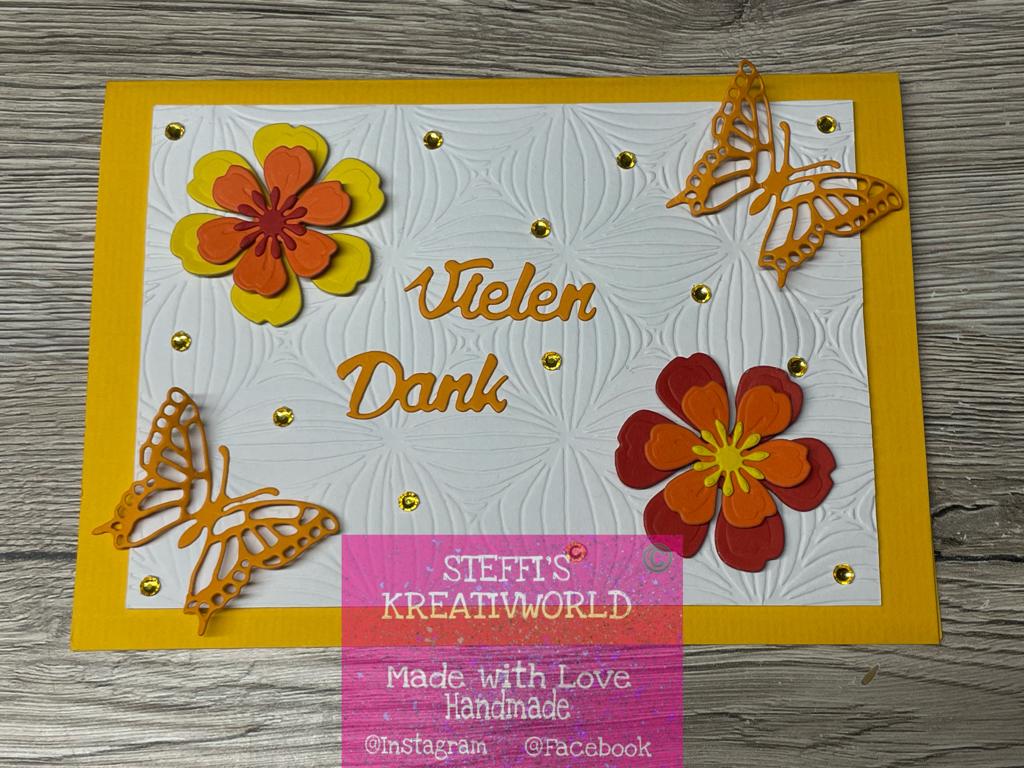 Vielen
Dank
©
STEFFI'S
KREATIVWORLD
Made with Love
Handmade
@Instagram @Facebook